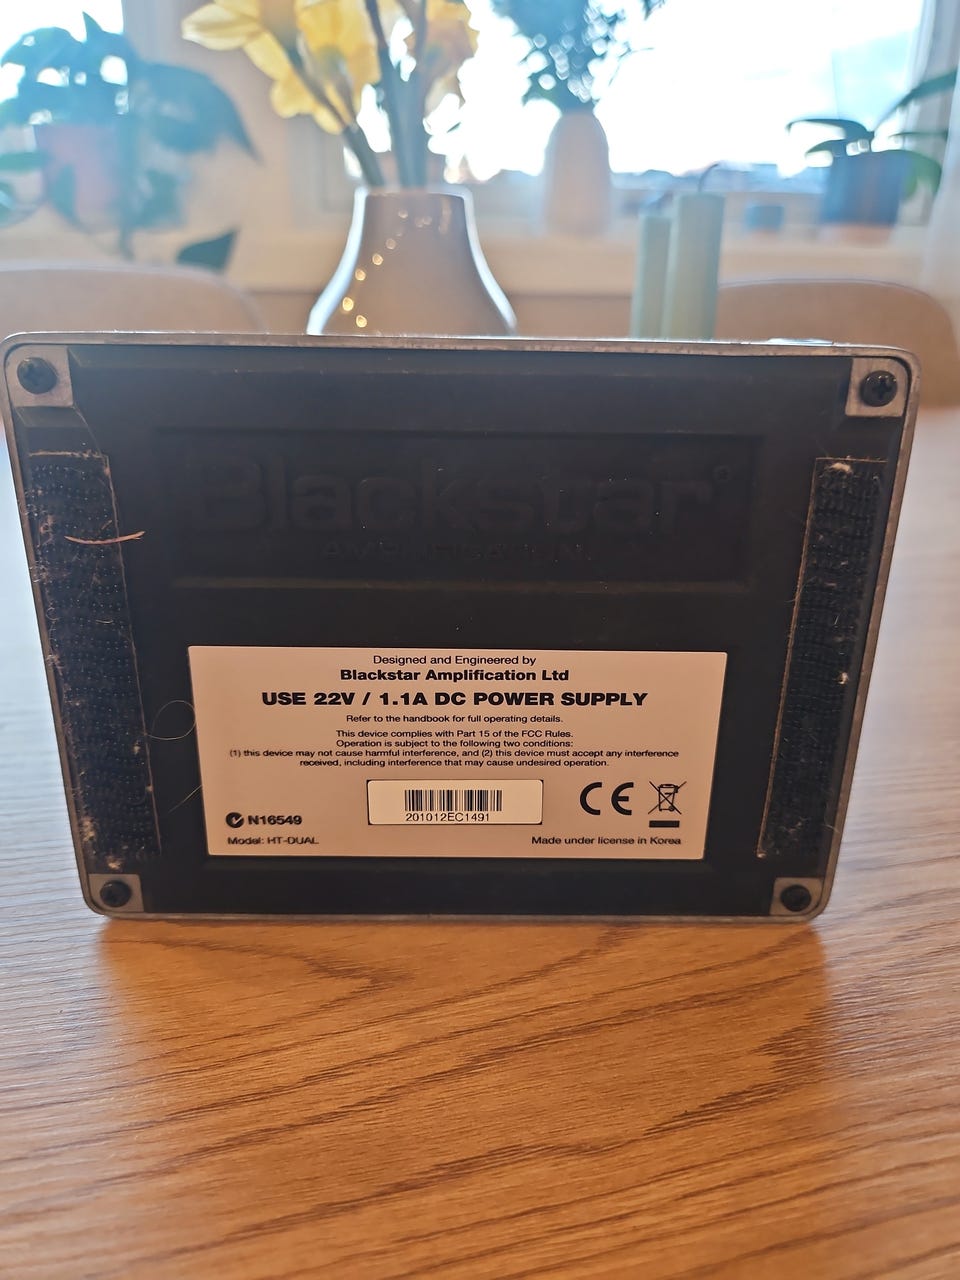 Blackstar®
AMPLIFICATION
Designed and Engineered by
Blackstar Amplification Ltd
USE 22V / 1.1A DC POWER SUPPLY
Refer to the handbook for full operating details.
This device complies with Part 15 of the FCC Rules.
Operation is subject to the following two conditions:
(1) this device may not cause harmful interference, and (2) this device must accept any interference
received, including interference that may cause undesired operation.
201012EC1491
CE
N16549
Model: HT-DUAL
Made under license in Korea